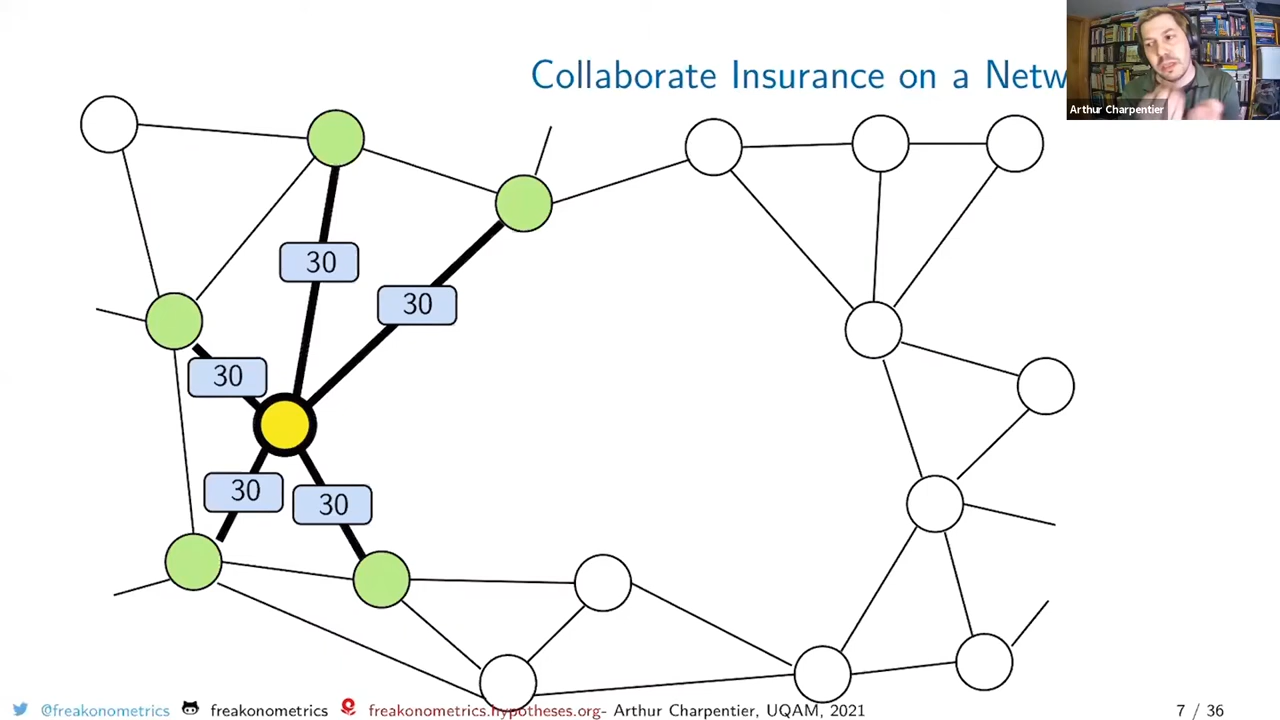 Collaborate Insurance on a Netw
Arthur Charpentier
30
30
30
30
30
@freakonometrics freakonometrics freakonometrics.hypotheses.org- Arthur Charpentier, UQAM, 2021 7 / 36